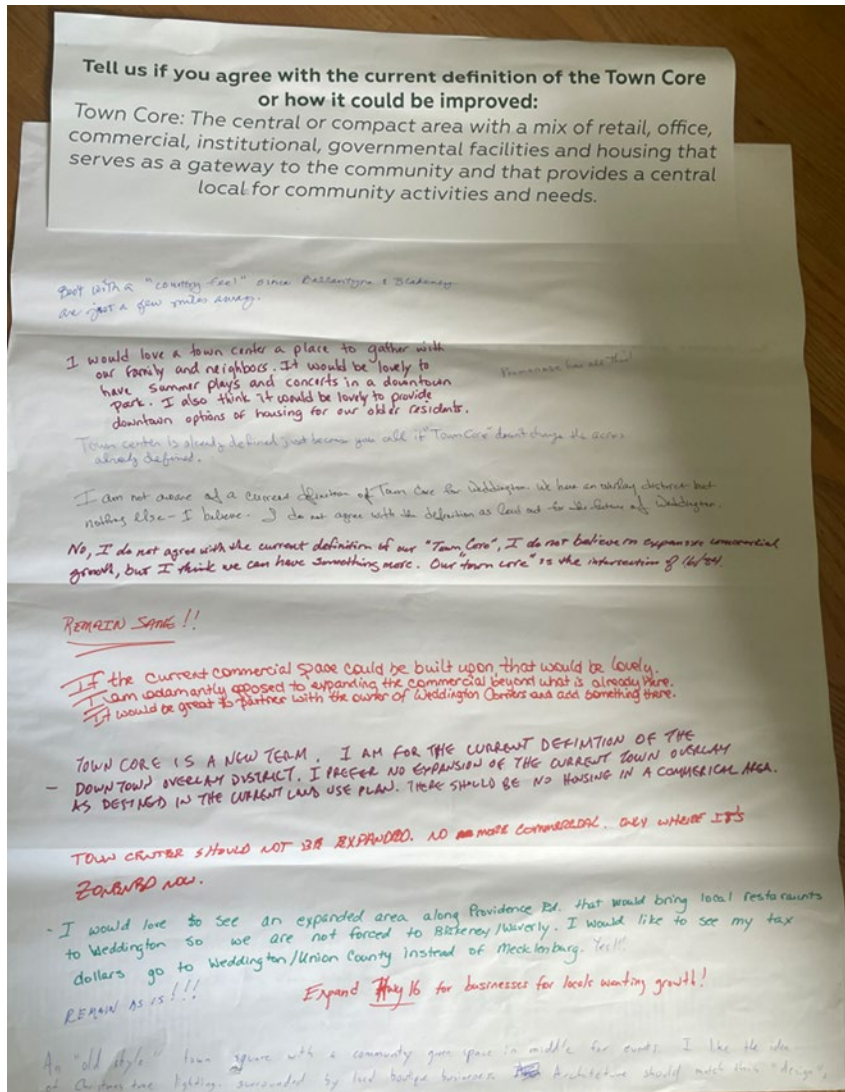 Tell us if you agree with the current definition of the Town Core
or how it could be improved:
Town Core: The central or compact area with a mix of retail, office,
commercial, institutional, governmental facilities and housing that
serves as a gateway to the community and that provides a central
local for community activities and needs.
with a "country feel" since Ballantyne & Blakeney
are just a few miles away.
I would love a town center a place to gather with
our family and neighbors. It would be lovely to
have summer plays and concerts in a downtown
park. I also think it would be lovely to provide
downtown options of housing for our older residents.
Promenade has all this!
Town center is already defined just because you call it "Town Core" doesn't change the
already defined.
I am not aware of a current definition of Town Core for Weddington. We have an overlay district but
nothing else - I believe. I do not agree with the definition as laid out for the future of Weddington.
No, I do not agree with the current definition of our "Town Core", I do not believe in expansive commercial
growth, but I think we can have something more. Our "town core" is the intersection of 16/84.
REMAIN SAME!!
If the current commercial space could be built upon, that would be lovely.
I am adamantly opposed to expanding the commercial beyond what is already here.
It would be great to partner with the owner of Weddington Corners and add something there.
TOWN CORE IS A NEW TERM. I AM FOR THE CURRENT DEFINITION OF THE
- DOWNTOWN OVERLAY DISTRICT. I PREFER NO EXPANSION OF THE CURRENT TOWN OVERLAY
AS DEFINED IN THE CURRENT LAND USE PLAN. THERE SHOULD BE NO HOUSING IN A COMMERICAL AREA.
TOWN CENTER SHOULD NOT BE EXPANDED. NO MORE COMMERCIAL. ONLY WHERE IT'S
NOW.
- I would love to see an expanded area along Providence Rd. that would bring local restaraunts
to Weddington so we are not forced to Blakeney/Waverly. I would like to see my tax
dollars go to Weddington/Union County instead of Mecklenburg. Yes!!
REMAIN AS IS!!!
Expand Hwy 16 for businesses for locals wanting growth!
An "old style" town square with a community green space in middle for events. I like the idea
of Christmas time lighting, surrounded by local boutique businesses. Architecture should match this "design",